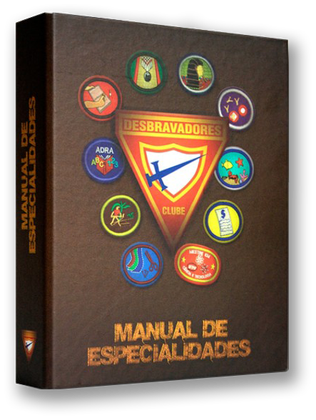 MANUAL DE
ESPECIALIDADES
DESBRAVADORES
CLUBE
ADRA
MANUAL DE
ESPECIALIDADES